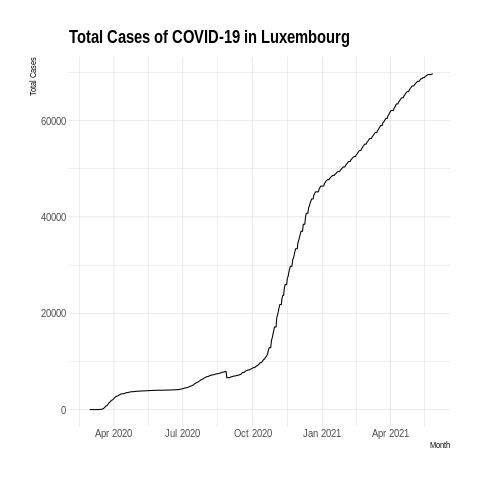 Total Cases of COVID-19 in Luxembourg
Total Cases
60000
40000
20000
0
Apr 2020 Jul 2020 Oct 2020 Jan 2021 Apr 2021
Month